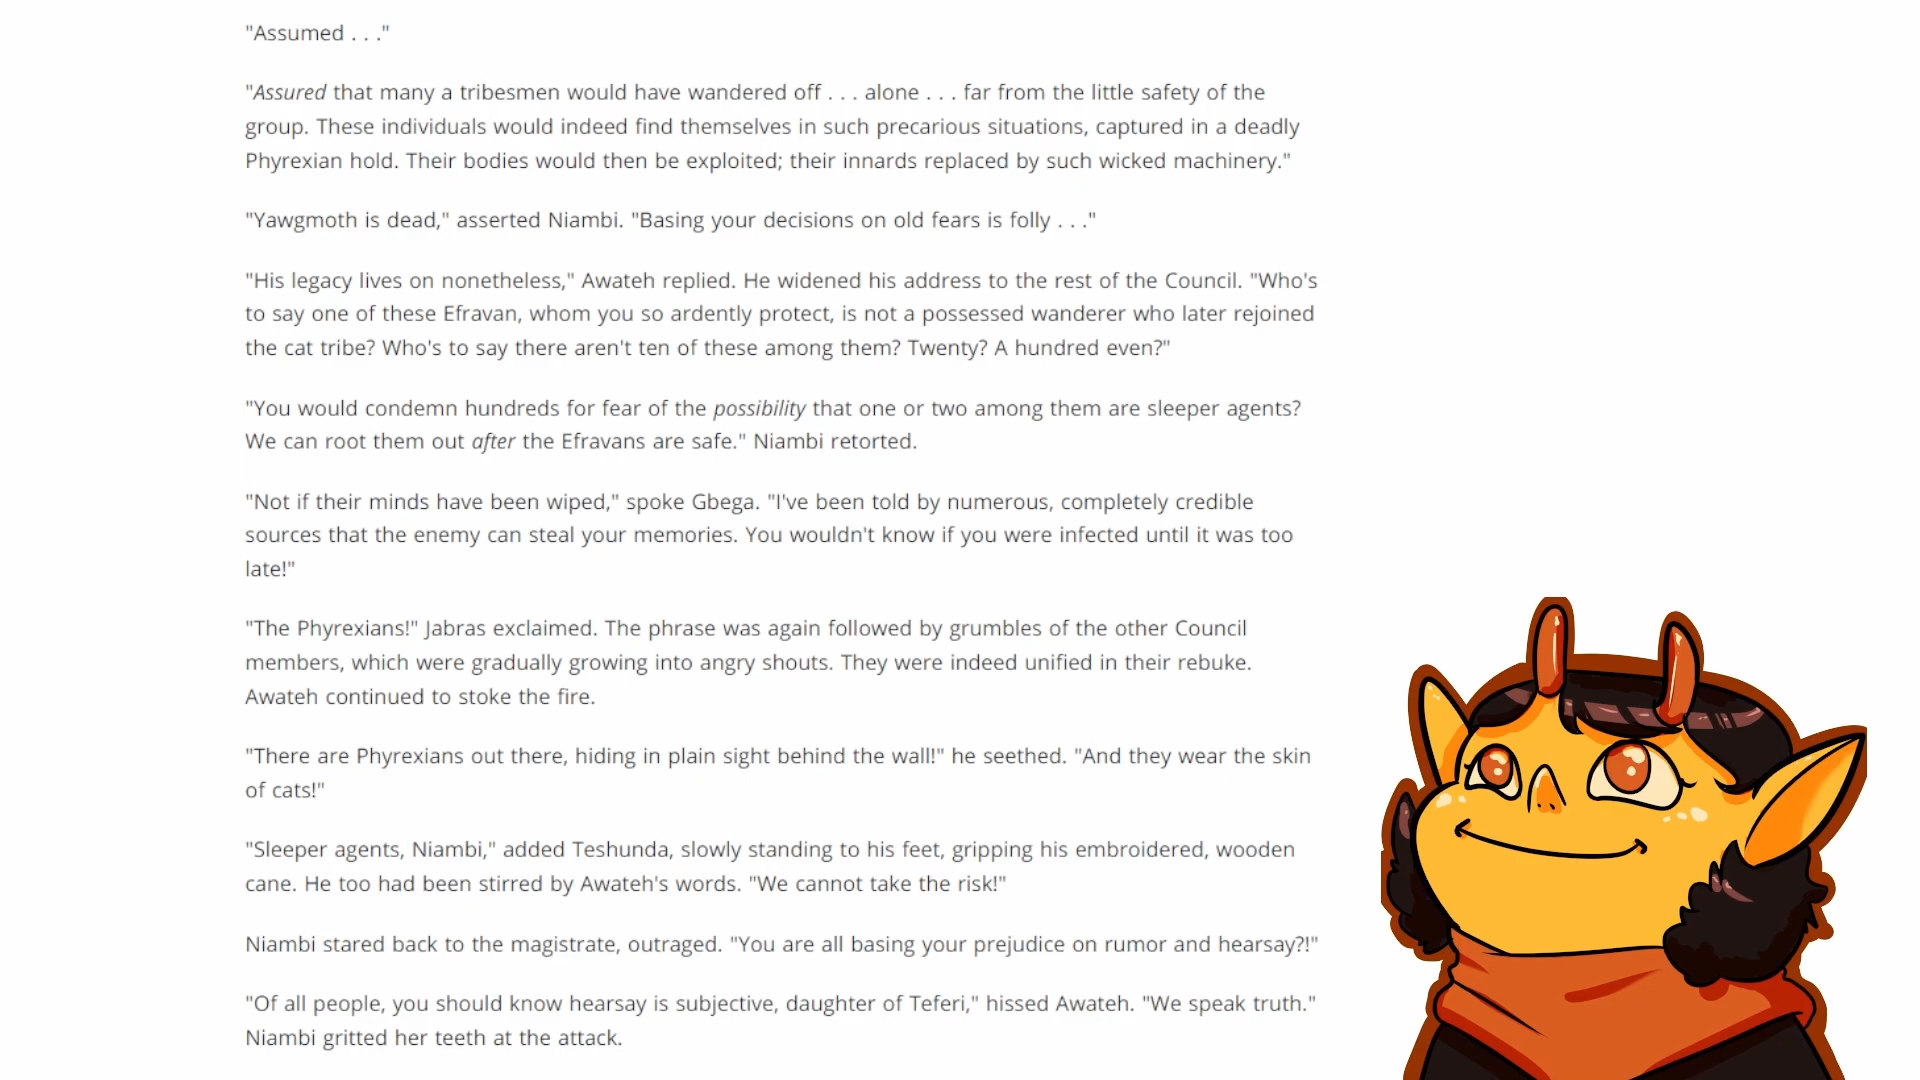 "Assumed . . ."
"Assured that many a tribesmen would have wandered off . . . alone . . . far from the little safety of the
group. These individuals would indeed find themselves in such precarious situations, captured in a deadly
Phyrexian hold. Their bodies would then be exploited; their innards replaced by such wicked machinery."
"Yawgmoth is dead," asserted Niambi. "Basing your decisions on old fears is folly . . ."
"His legacy lives on nonetheless," Awateh replied. He widened his address to the rest of the Council. "Who's
to say one of these Efravan, whom you so ardently protect, is not a possessed wanderer who later rejoined
the cat tribe? Who's to say there aren't ten of these among them? Twenty? A hundred even?"
"You would condemn hundreds for fear of the possibility that one or two among them are sleeper agents?
We can root them out after the Efravans are safe." Niambi retorted.
"Not if their minds have been wiped," spoke Gbega. "I've been told by numerous, completely credible
sources that the enemy can steal your memories. You wouldn't know if you were infected until it was too
late!"
"The Phyrexians!" Jabras exclaimed. The phrase was again followed by grumbles of the other Council
members, which were gradually growing into angry shouts. They were indeed unified in their rebuke.
Awateh continued to stoke the fire.
"There are Phyrexians out there, hiding in plain sight behind the wall!" he seethed. "And they wear the skin
of cats!"
"Sleeper agents, Niambi," added Teshunda, slowly standing to his feet, gripping his embroidered, wooden
cane. He too had been stirred by Awateh's words. "We cannot take the risk!"
Niambi stared back to the magistrate, outraged. "You are all basing your prejudice on rumor and hearsay?!"
"Of all people, you should know hearsay is subjective, daughter of Teferi," hissed Awateh. "We speak truth."
Niambi gritted her teeth at the attack.